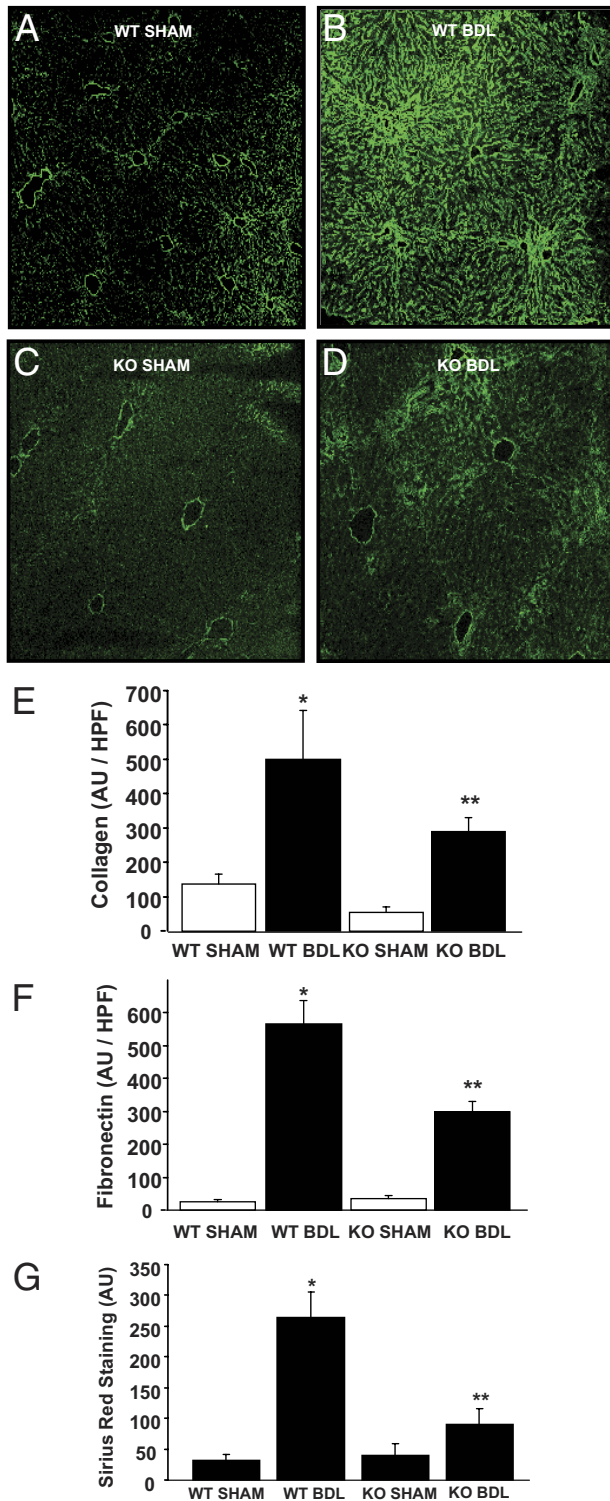 A
WT SHAM
B
WT BDL
C
KO SHAM
D
KO BDL
E
Collagen (AU / HPF)
700
600
500
400
300
200
100
0
*
**
WT SHAM WT BDL KO SHAM KO BDL
F
Fibronectin (AU / HPF)
600
500
400
300
200
100
0
*
**
WT SHAM WT BDL KO SHAM KO BDL
G
Sirius Red Staining (AU)
350
300
250
200
150
100
50
0
*
**
WT SHAM WT BDL KO SHAM KO BDL